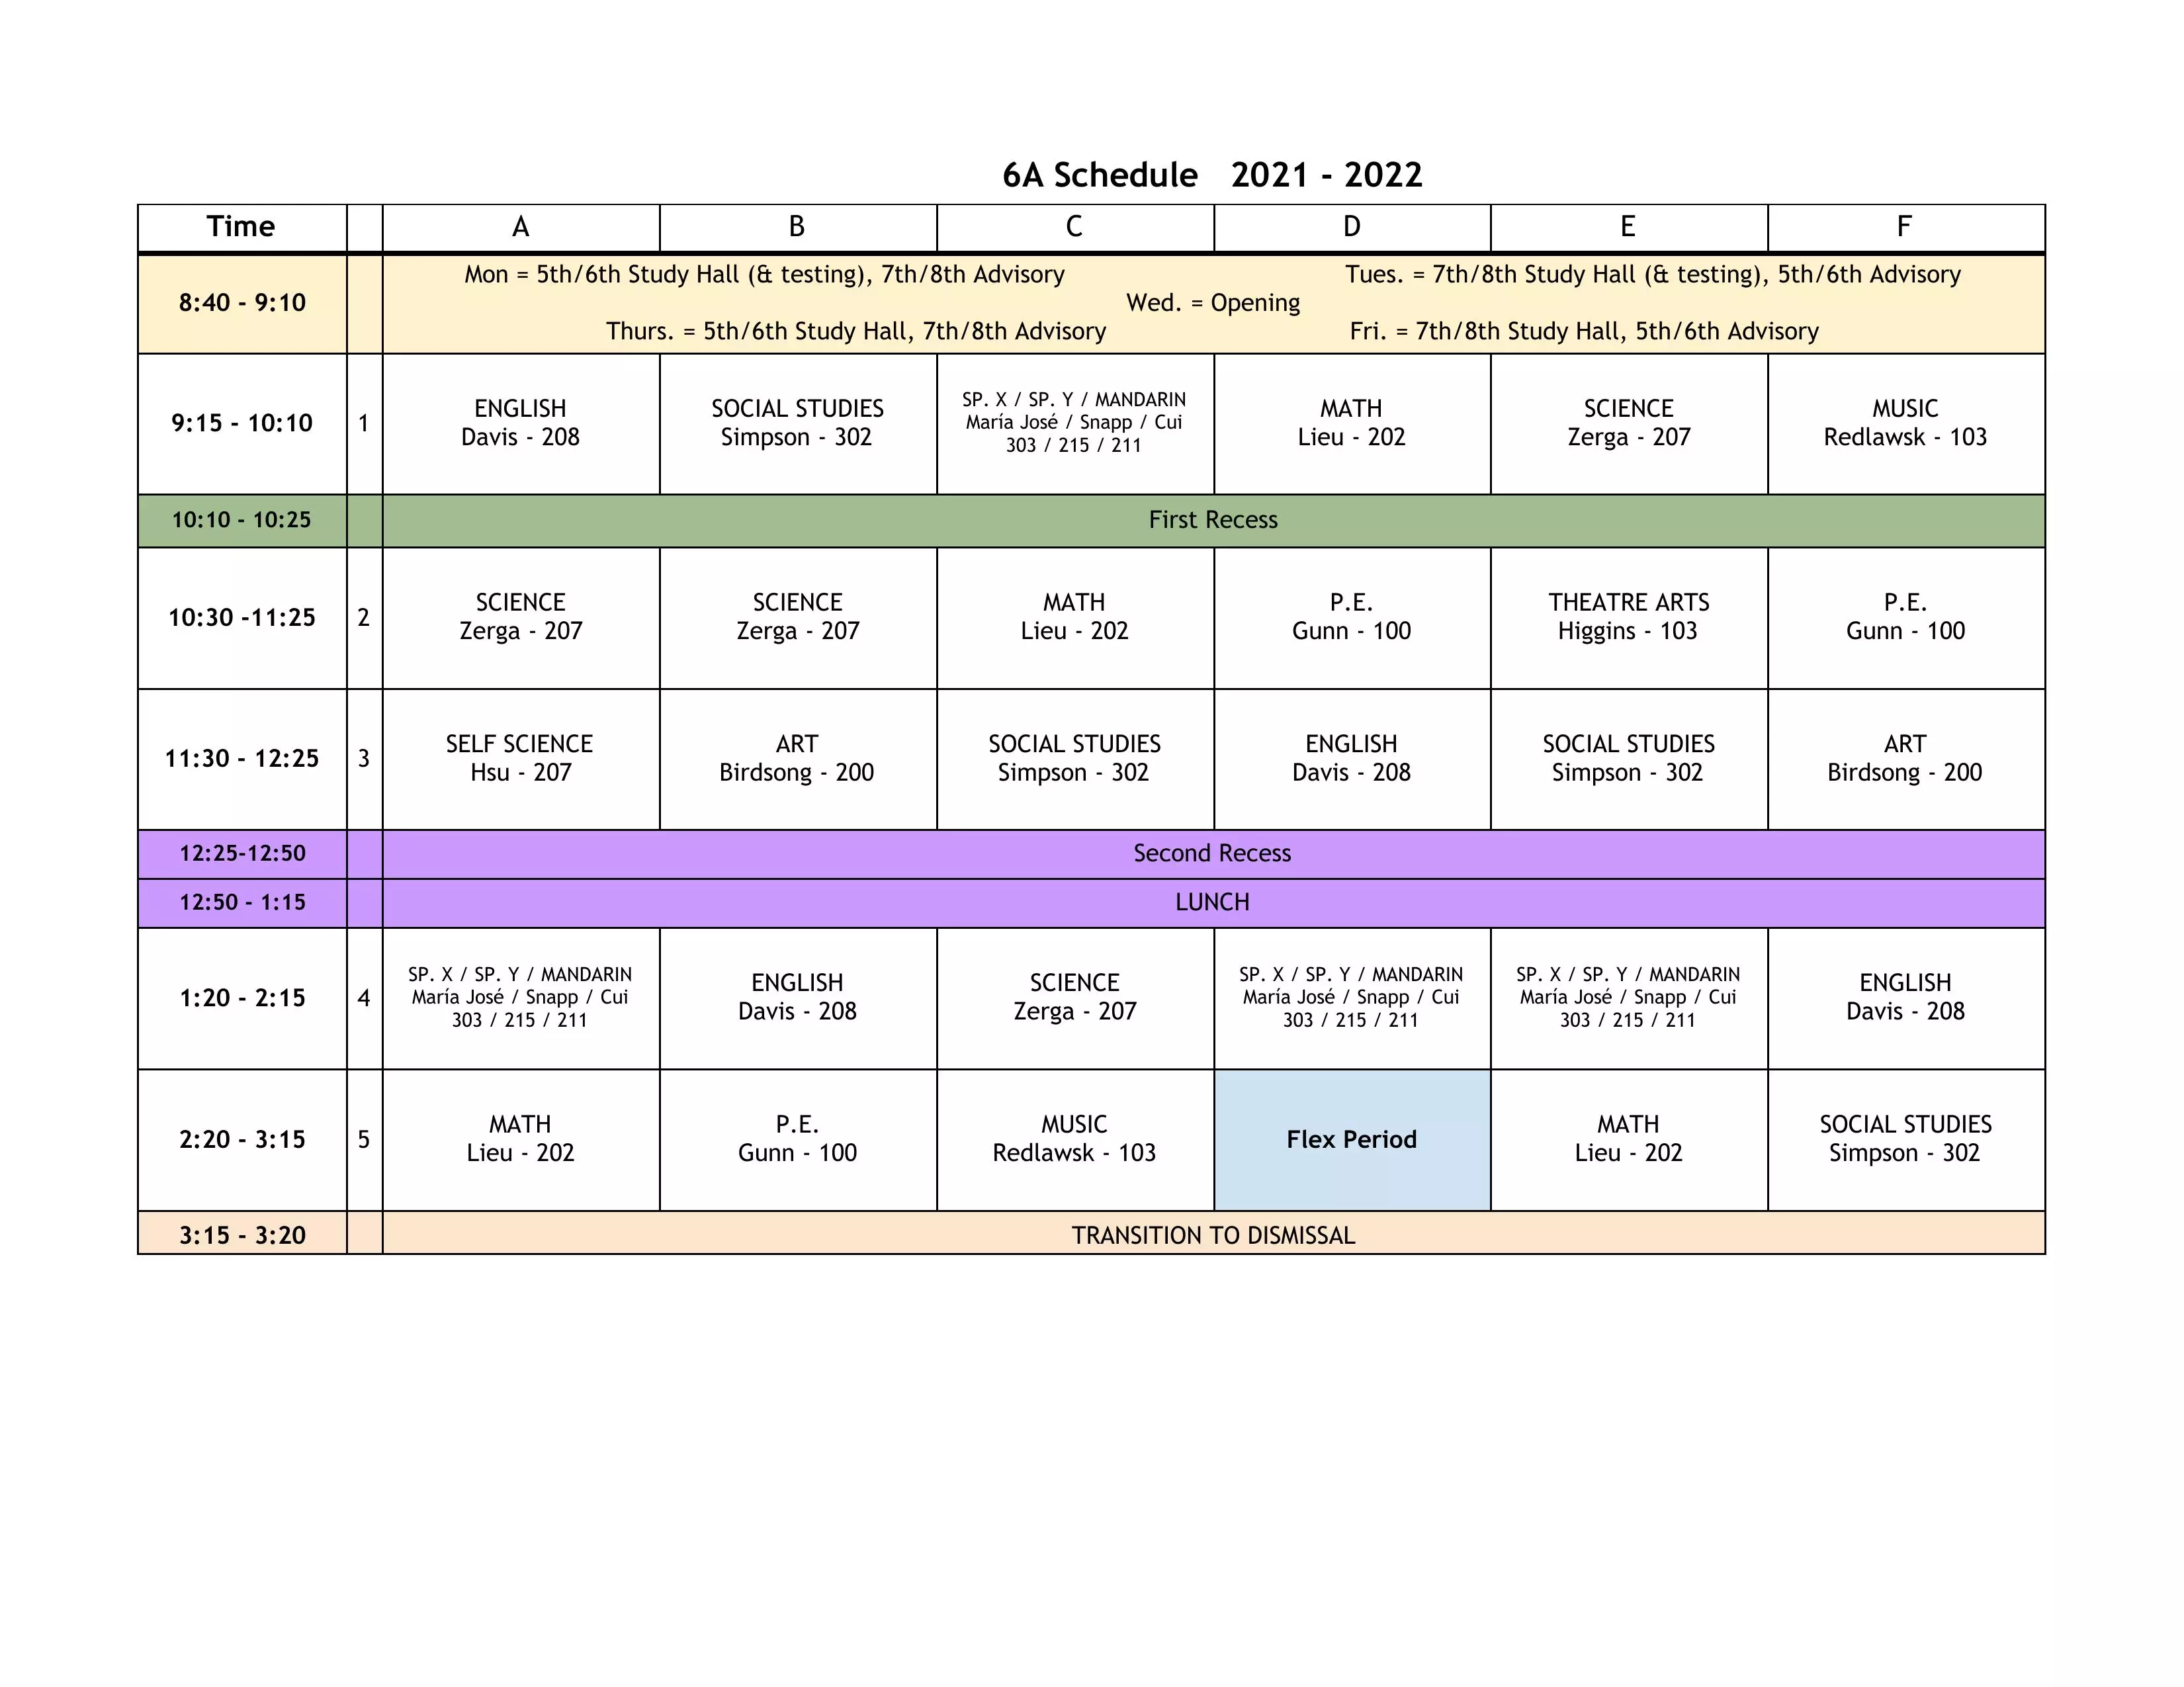 6A Schedule 2021 - 2022
Time A B C D E F
8:40 - 9:10
Mon = 5th/6th Study Hall (& testing), 7th/8th Advisory Tues. = 7th/8th Study Hall (& testing), 5th/6th Advisory
Wed. = Opening
Thurs. = 5th/6th Study Hall, 7th/8th Advisory Fri. = 7th/8th Study Hall, 5th/6th Advisory
9:15 - 10:10 1
ENGLISH
Davis - 208
SOCIAL STUDIES
Simpson - 302
SP. X / SP. Y / MANDARIN
María José / Snapp / Cui
303 / 215 / 211
MATH
Lieu - 202
SCIENCE
Zerga - 207
MUSIC
Redlawsk - 103
10:10 - 10:25 First Recess
10:30 -11:25 2
SCIENCE
Zerga - 207
SCIENCE
Zerga - 207
MATH
Lieu - 202
P.E.
Gunn - 100
THEATRE ARTS
Higgins - 103
P.E.
Gunn - 100
11:30 - 12:25 3
SELF SCIENCE
Hsu - 207
ART
Birdsong - 200
SOCIAL STUDIES
Simpson - 302
ENGLISH
Davis - 208
SOCIAL STUDIES
Simpson - 302
ART
Birdsong - 200
12:25-12:50 Second Recess
12:50 - 1:15 LUNCH
1:20 - 2:15 4
SP. X / SP. Y / MANDARIN
María José / Snapp / Cui
303 / 215 / 211
ENGLISH
Davis - 208
SCIENCE
Zerga - 207
SP. X / SP. Y / MANDARIN
María José / Snapp / Cui
303 / 215 / 211
SP. X / SP. Y / MANDARIN
María José / Snapp / Cui
303 / 215 / 211
ENGLISH
Davis - 208
2:20 - 3:15 5
MATH
Lieu - 202
P.E.
Gunn - 100
MUSIC
Redlawsk - 103
Flex Period
MATH
Lieu - 202
SOCIAL STUDIES
Simpson - 302
3:15 - 3:20 TRANSITION TO DISMISSAL